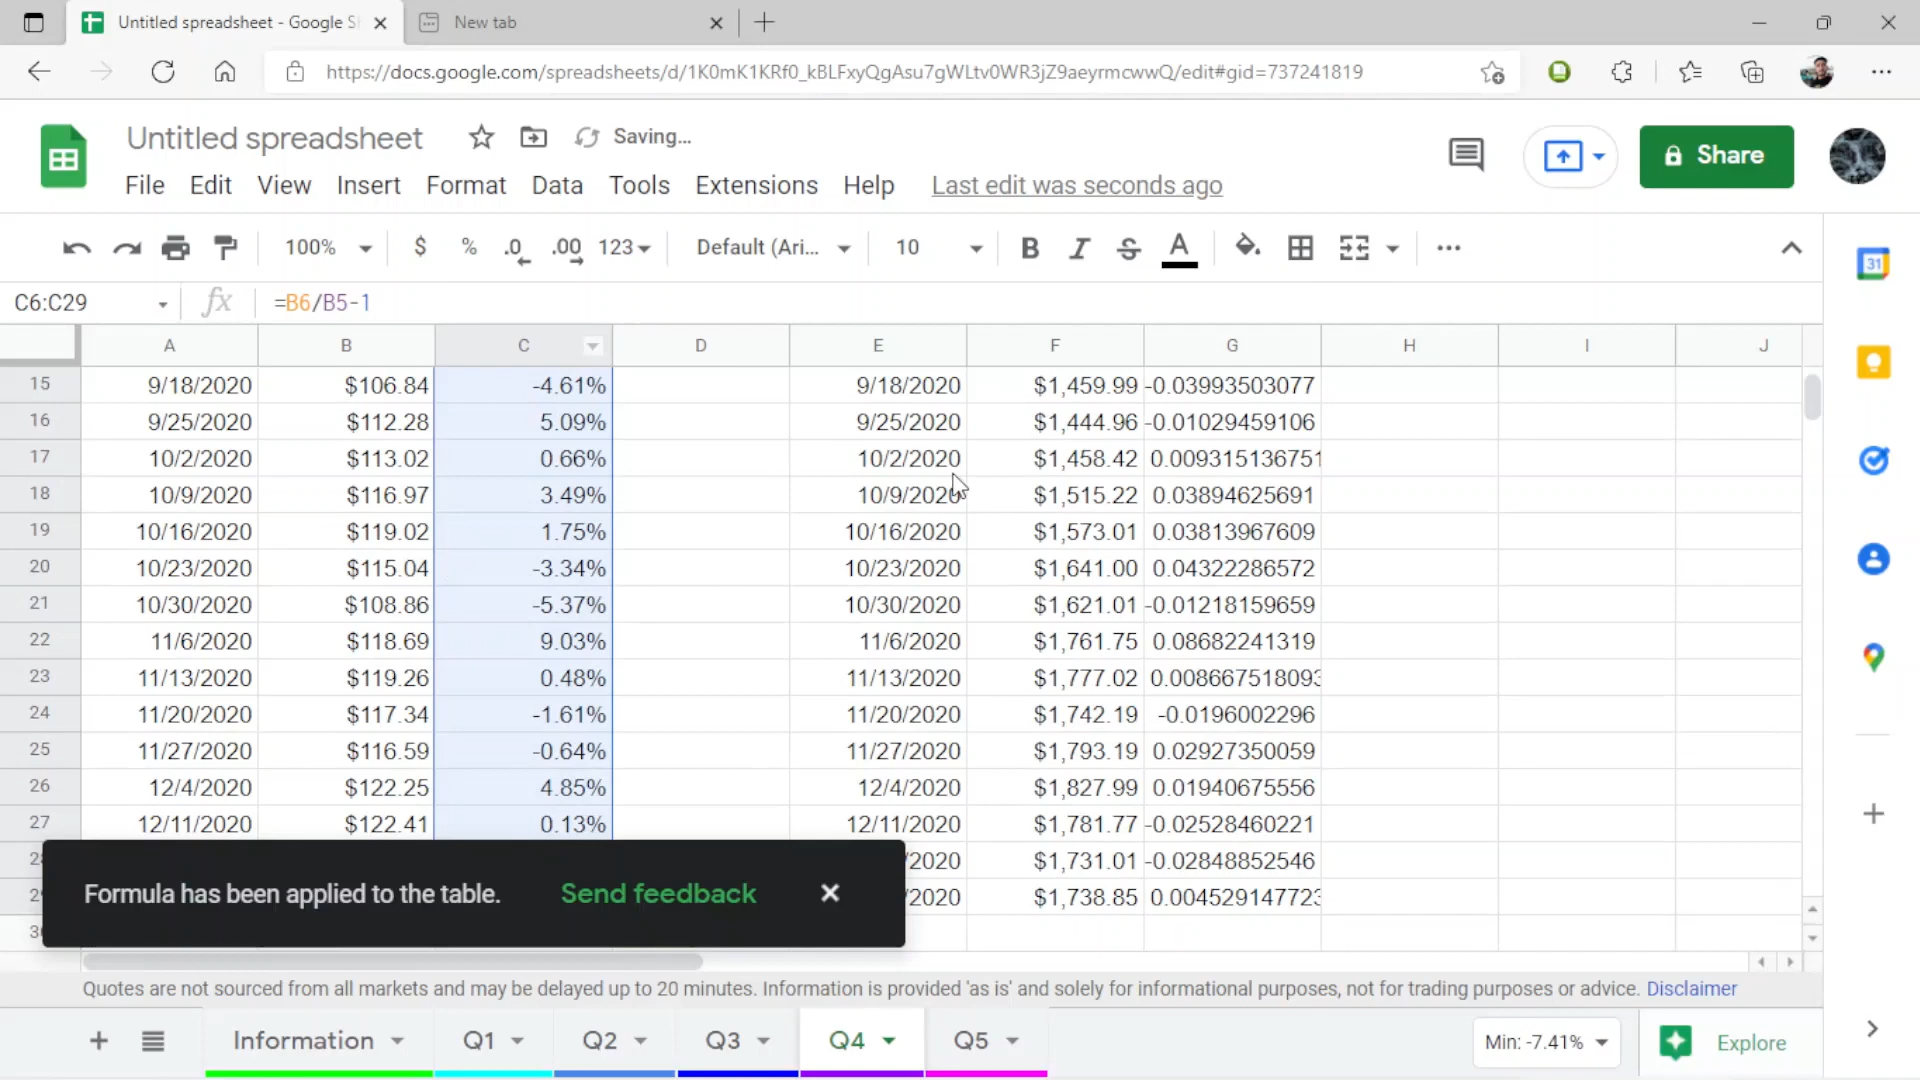 Untitled spreadsheet - Google Sh
New tab
https://docs.google.com/spreadsheets/d/1K0mK1KRf0_kBLFxyQgAsu7gWLtv0WR3jZ9aeyrmcwwQ/edit#gid=737241819
Untitled spreadsheet
Saving...
Share
File Edit View Insert Format Data Tools Extensions Help Last edit was seconds ago
100% $ % .0 .00 123 Default (Ari... 10 B I S A
31
C6:C29 fx =B6/B5-1
A B C D E F G H I J
15 9/18/2020 $106.84 -4.61% 9/18/2020 $1,459.99 -0.03993503077
16 9/25/2020 $112.28 5.09% 9/25/2020 $1,444.96 -0.01029459106
17 10/2/2020 $113.02 0.66% 10/2/2020 $1,458.42 0.009315136751
18 10/9/2020 $116.97 3.49% 10/9/2020 $1,515.22 0.03894625691
19 10/16/2020 $119.02 1.75% 10/16/2020 $1,573.01 0.03813967609
20 10/23/2020 $115.04 -3.34% 10/23/2020 $1,641.00 0.04322286572
21 10/30/2020 $108.86 -5.37% 10/30/2020 $1,621.01 -0.01218159659
22 11/6/2020 $118.69 9.03% 11/6/2020 $1,761.75 0.08682241319
23 11/13/2020 $119.26 0.48% 11/13/2020 $1,777.02 0.008667518093
24 11/20/2020 $117.34 -1.61% 11/20/2020 $1,742.19 -0.0196002296
25 11/27/2020 $116.59 -0.64% 11/27/2020 $1,793.19 0.02927350059
26 12/4/2020 $122.25 4.85% 12/4/2020 $1,827.99 0.01940675556
27 12/11/2020 $122.41 0.13% 12/11/2020 $1,781.77 -0.02528460221
/2020 $1,731.01 -0.02848852546
/2020 $1,738.85 0.004529147723
Formula has been applied to the table. Send feedback
Quotes are not sourced from all markets and may be delayed up to 20 minutes. Information is provided 'as is' and solely for informational purposes, not for trading purposes or advice. Disclaimer
Information Q1 Q2 Q3 Q4 Q5 Min: -7.41% Explore